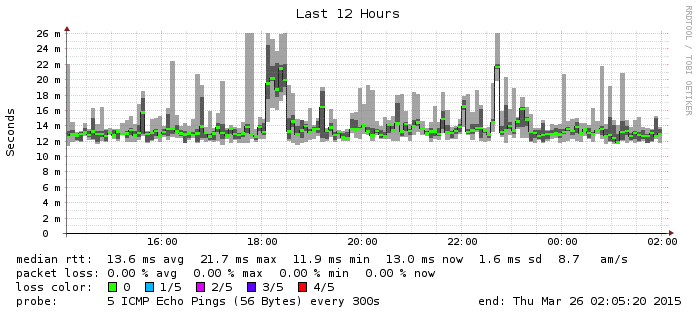 Last 12 Hours
RRDTOOL / TOBI OETIKER
Seconds
26 m
24 m
22 m
20 m
18 m
16 m
14 m
12 m
10 m
8 m
6 m
4 m
2 m
0
16:00 18:00 20:00 22:00 00:00 02:00
median rtt: 13.6 ms avg 21.7 ms max 11.9 ms min 13.0 ms now 1.6 ms sd 8.7 am/s
packet loss: 0.00 % avg 0.00 % max 0.00 % min 0.00 % now
loss color: 0 1/5 2/5 3/5 4/5
probe: 5 ICMP Echo Pings (56 Bytes) every 300s end: Thu Mar 26 02:05:20 2015